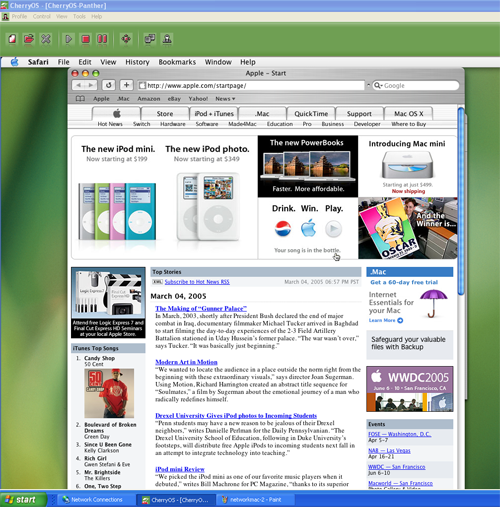 CherryOS - [CherryOS-Panther]
Profile Control View Help
Safari File Edit View History Bookmarks Window Help
Apple – Start
http://www.apple.com/startpage/
Google
Apple .Mac Amazon eBay Yahoo! News
Store iPod + iTunes .Mac QuickTime Support Mac OS X
Hot News Switch Hardware Software Made4Mac Education Pro Business Developer Where to Buy
The new iPod mini.
Now starting at $199
The new iPod photo.
Now starting at $349
The new PowerBooks
Faster. More affordable.
Introducing Mac mini
Starting at just $499.
Now shipping
Drink. Win. Play.
Your song is in the bottle.
And the
Winner is...
OSCAR
Logic Express 7
Final Cut
Attend free Logic Express 7 and
Final Cut Express HD Seminars
at your local Apple store.
iTunes Top Songs
1. Candy Shop
50 Cent
2. Boulevard of Broken
Dreams
Green Day
3. Since U Been Gone
Kelly Clarkson
4. Rich Girl
Gwen Stefani & Eve
5. Mr. Brightside
The Killers
6. One, Two Step
Top Stories
XML Subscribe to Hot News RSS March 04, 2005 06:57 PM PST
March 04, 2005
The Making of “Gunner Palace”
In March, 2003, shortly after President Bush declared the end of major
combat in Iraq, documentary filmmaker Michael Tucker arrived in Baghdad
to start filming the day-to-day experiences of the 2-3 Field Artillery
Battalion stationed in Uday Hussein’s former palace. “The war wasn’t over,”
says Tucker. “It was basically just beginning.”
Modern Art in Motion
“We wanted to locate the audience in a place outside the norm right from the
beginning with these extraordinary visuals,” says director Joan Sugerman.
Using Motion, Richard Harrington created an abstract title sequence for
“Soulmates,” a film by Sugerman about the emotional journey of a man who
radically redefines himself.
Drexel University Gives iPod photos to Incoming Students
“Penn students may have a new reason to be jealous of their Drexel
neighbors,” writes Danielle Perlman for the Daily Pennsylvanian. “The
Drexel University School of Education, following in Duke University’s
footsteps, will distribute free Apple iPods to incoming students next fall in
an attempt to integrate technology into teaching.”
iPod mini Review
“We picked the iPod mini as one of our favorite music players when it
debuted,” writes Bill Machrone for PC Magazine, “thanks to its superior
.Mac
Get a 60-day free trial
Internet
Essentials for
your Mac
Learn More
Safeguard your valuable
files with Backup
WWDC2005
June 6 - 10 • San Francisco, CA
Events
FOSE — Washington, D.C.
Apr 5-7
NAB — Las Vegas
Apr 16-21
WWDC — San Francisco
Jun 6-10
Macworld — San Francisco
start Network Connections CherryOS - [CherryO... networkvac-2 - Paint